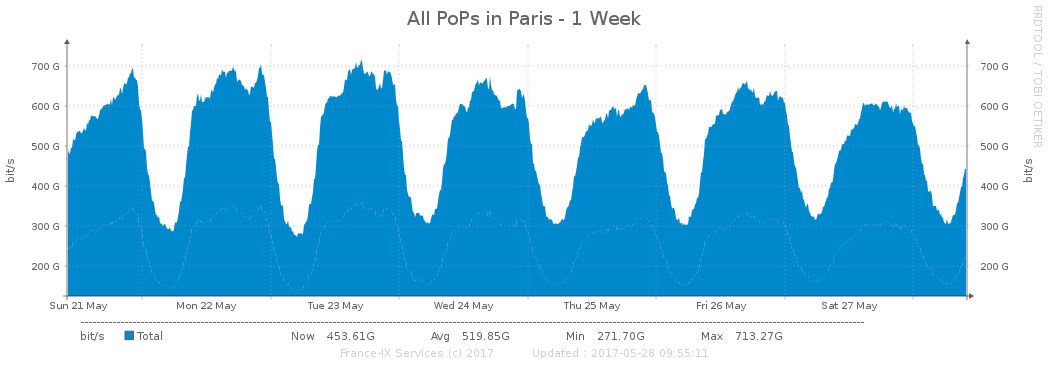 All PoPs in Paris - 1 Week
RRDTOOL / TOBI OETIKER
bit/s
bit/s
700 G 700 G
600 G 600 G
500 G 500 G
400 G 400 G
300 G 300 G
200 G 200 G
Sun 21 May Mon 22 May Tue 23 May Wed 24 May Thu 25 May Fri 26 May Sat 27 May
bit/s Total Now 453.61G Avg 519.85G Min 271.70G Max 713.27G
France-IX Services (c) 2017 Updated : 2017-05-28 09:55:11